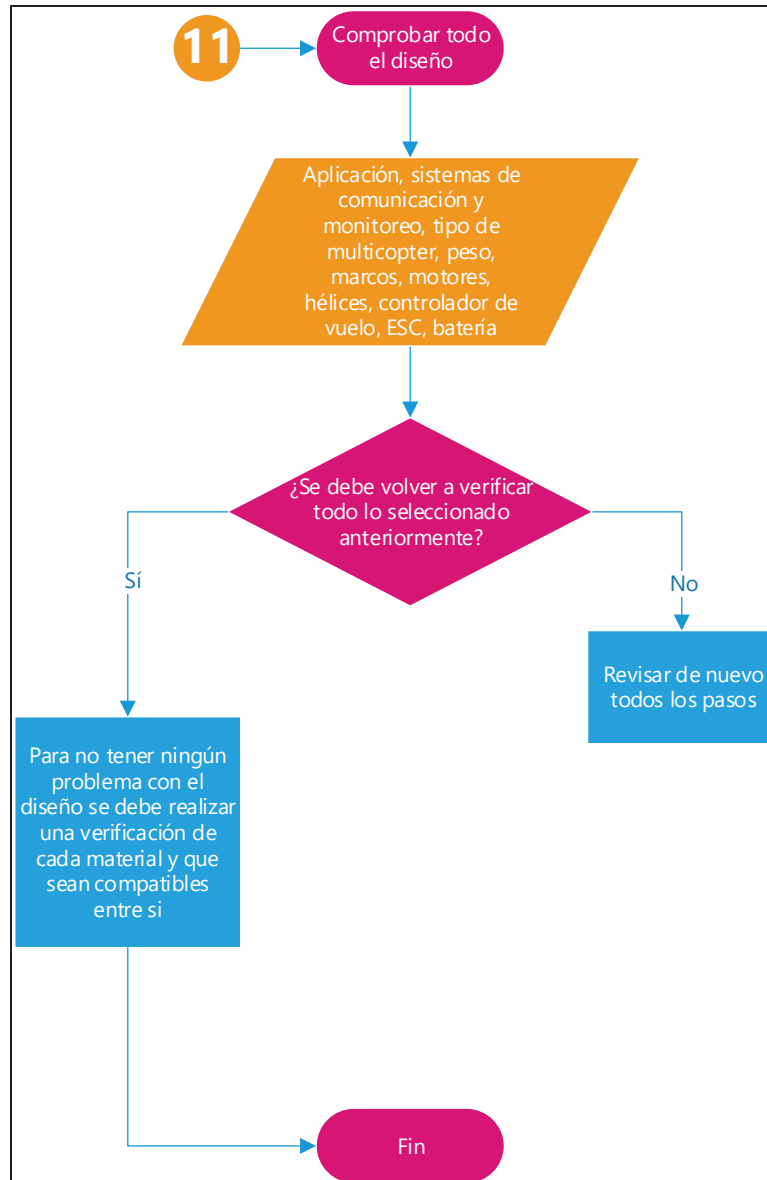 11
Comprobar todo
el diseño
Aplicación, sistemas de
comunicación y
monitoreo, tipo de
multicopter, peso,
marcos, motores,
hélices, controlador de
vuelo, ESC, batería
¿Se debe volver a verificar
todo lo seleccionado
anteriormente?
Sí
No
Revisar de nuevo
todos los pasos
Para no tener ningún
problema con el
diseño se debe realizar
una verificación de
cada material y que
sean compatibles
entre si
Fin